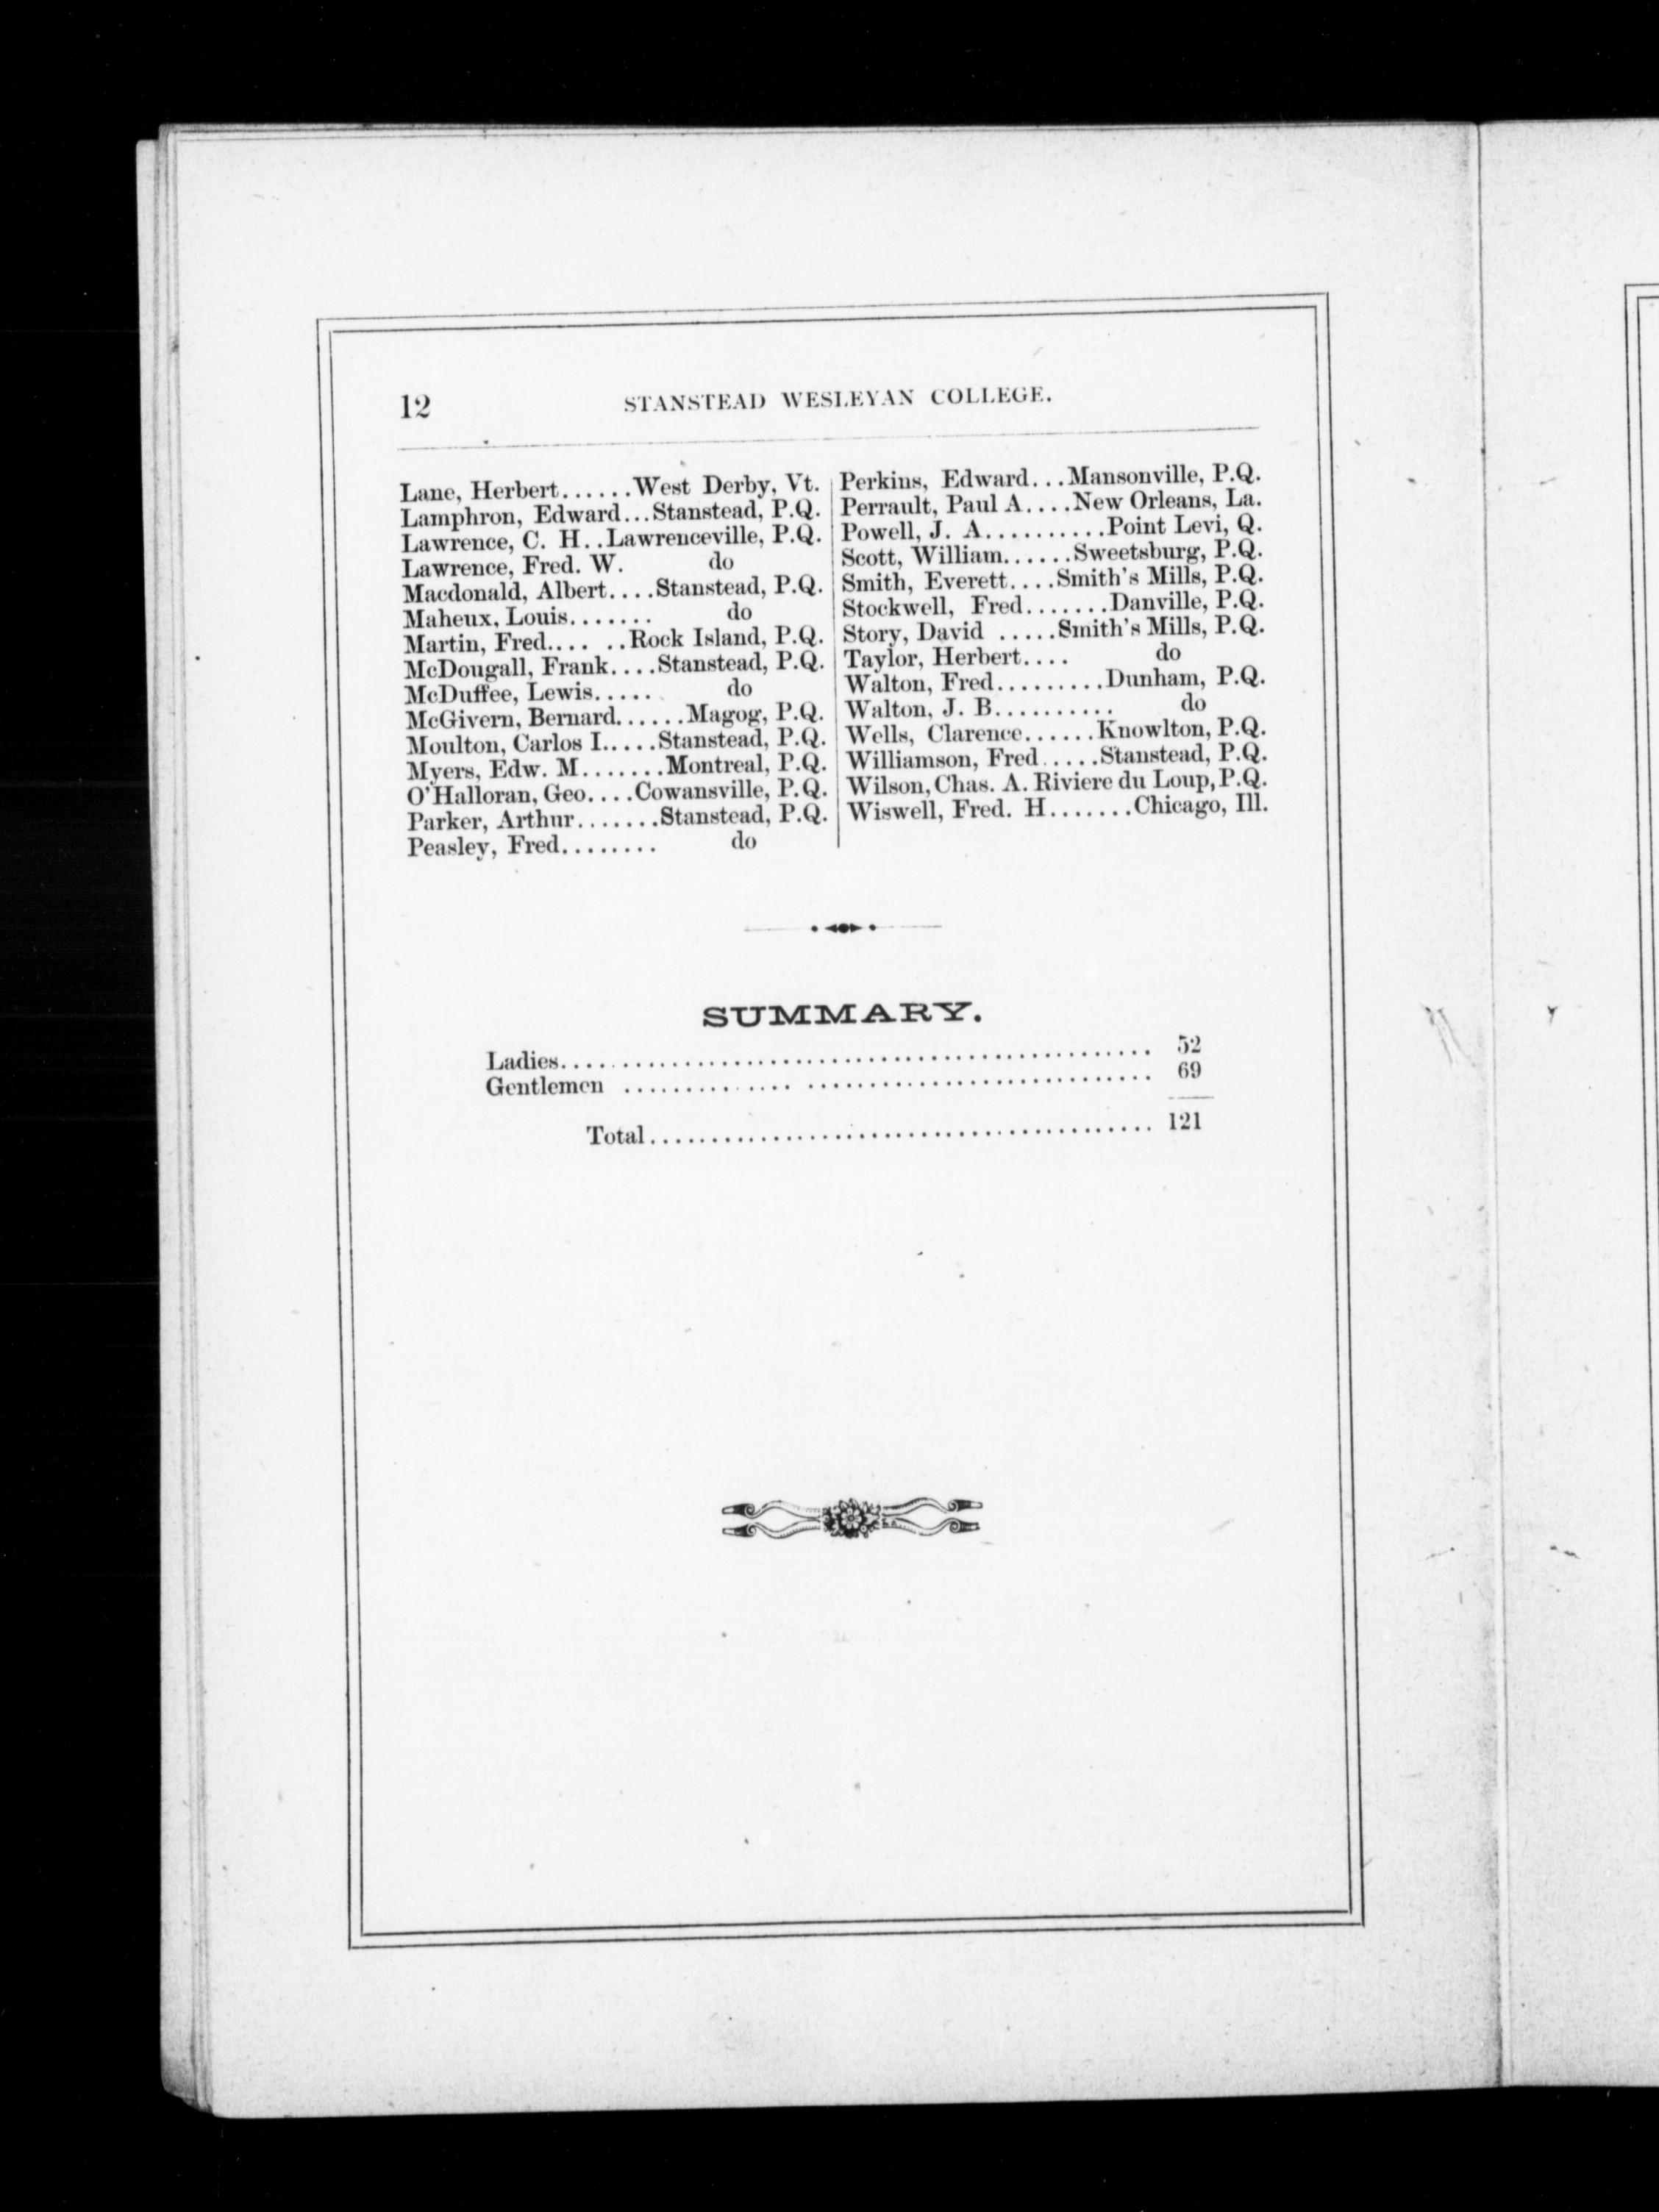 12 STANSTEAD WESLEYAN COLLEGE.
Lane, Herbert......West Derby, Vt.
Lamphron, Edward...Stanstead, P.Q.
Lawrence, C. H..Lawrenceville, P.Q.
Lawrence, Fred. W. do
Macdonald, Albert....Stanstead, P.Q.
Maheux, Louis....... do
Martin, Fred.... ..Rock Island, P.Q.
McDougall, Frank....Stanstead, P.Q.
McDuffee, Lewis..... do
McGivern, Bernard......Magog, P.Q.
Moulton, Carlos I.....Stanstead, P.Q.
Myers, Edw. M.......Montreal, P.Q.
O'Halloran, Geo....Cowansville, P.Q.
Parker, Arthur.......Stanstead, P.Q.
Peasley, Fred........ do
Perkins, Edward...Mansonville, P.Q.
Perrault, Paul A....New Orleans, La.
Powell, J. A..........Point Levi, Q.
Scott, William......Sweetsburg, P.Q.
Smith, Everett....Smith's Mills, P.Q.
Stockwell, Fred.......Danville, P.Q.
Story, David .....Smith's Mills, P.Q.
Taylor, Herbert.... do
Walton, Fred.........Dunham, P.Q.
Walton, J. B.......... do
Wells, Clarence......Knowlton, P.Q.
Williamson, Fred.....Stanstead, P.Q.
Wilson, Chas. A. Riviere du Loup, P.Q.
Wiswell, Fred. H.......Chicago, Ill.
SUMMARY.
Ladies................................................ 52
Gentlemen ............................................ 69
Total.......................................... 121